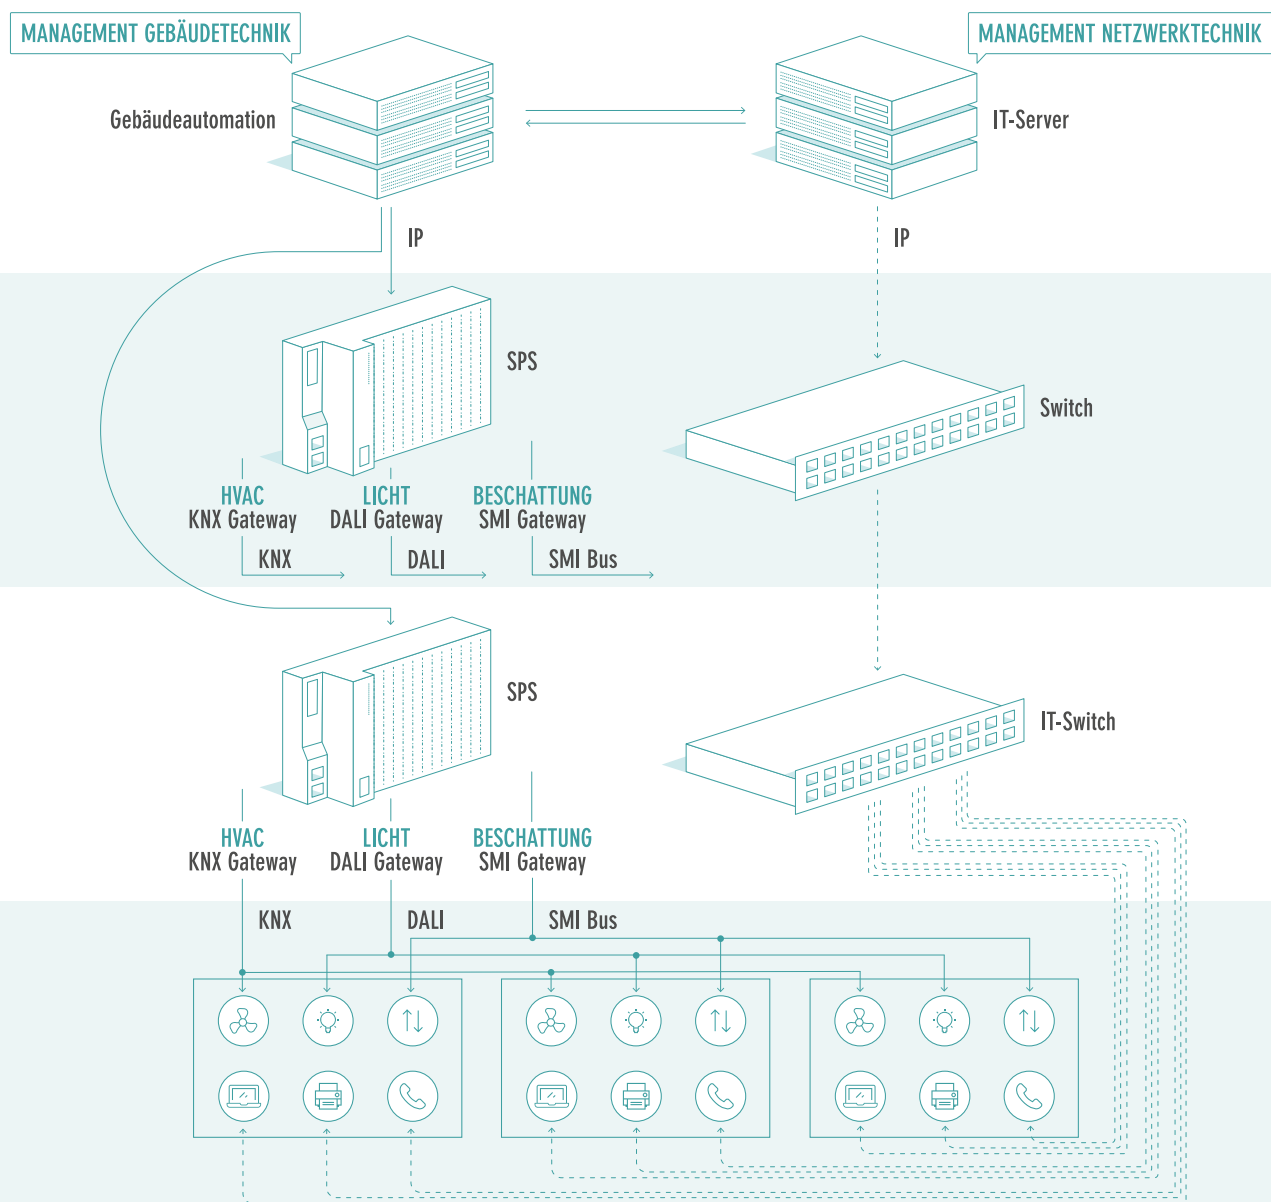 MANAGEMENT GEBÄUDETECHNIK
MANAGEMENT NETZWERKTECHNIK
Gebäudeautomation
IT-Server
IP
IP
SPS
Switch
HVAC
KNX Gateway
LICHT
DALI Gateway
BESCHATTUNG
SMI Gateway
KNX
DALI
SMI Bus
SPS
IT-Switch
HVAC
KNX Gateway
LICHT
DALI Gateway
BESCHATTUNG
SMI Gateway
KNX
DALI
SMI Bus